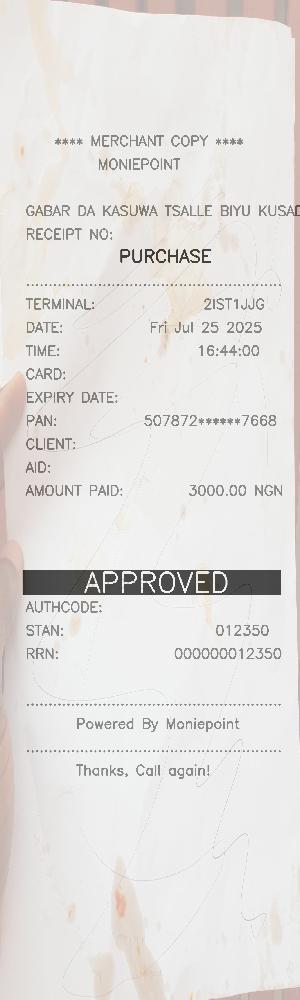 **** MERCHANT COPY ****
MONIEPOINT
GABAR DA KASUWA TSALLE BIYU KUSAD
RECEIPT NO:
PURCHASE
TERMINAL: 2IST1JJG
DATE: Fri Jul 25 2025
TIME: 16:44:00
CARD:
EXPIRY DATE:
PAN: 507872******7668
CLIENT:
AID:
AMOUNT PAID: 3000.00 NGN
APPROVED
AUTHCODE:
STAN: 012350
RRN: 000000012350
Powered By Moniepoint
Thanks, Call again!